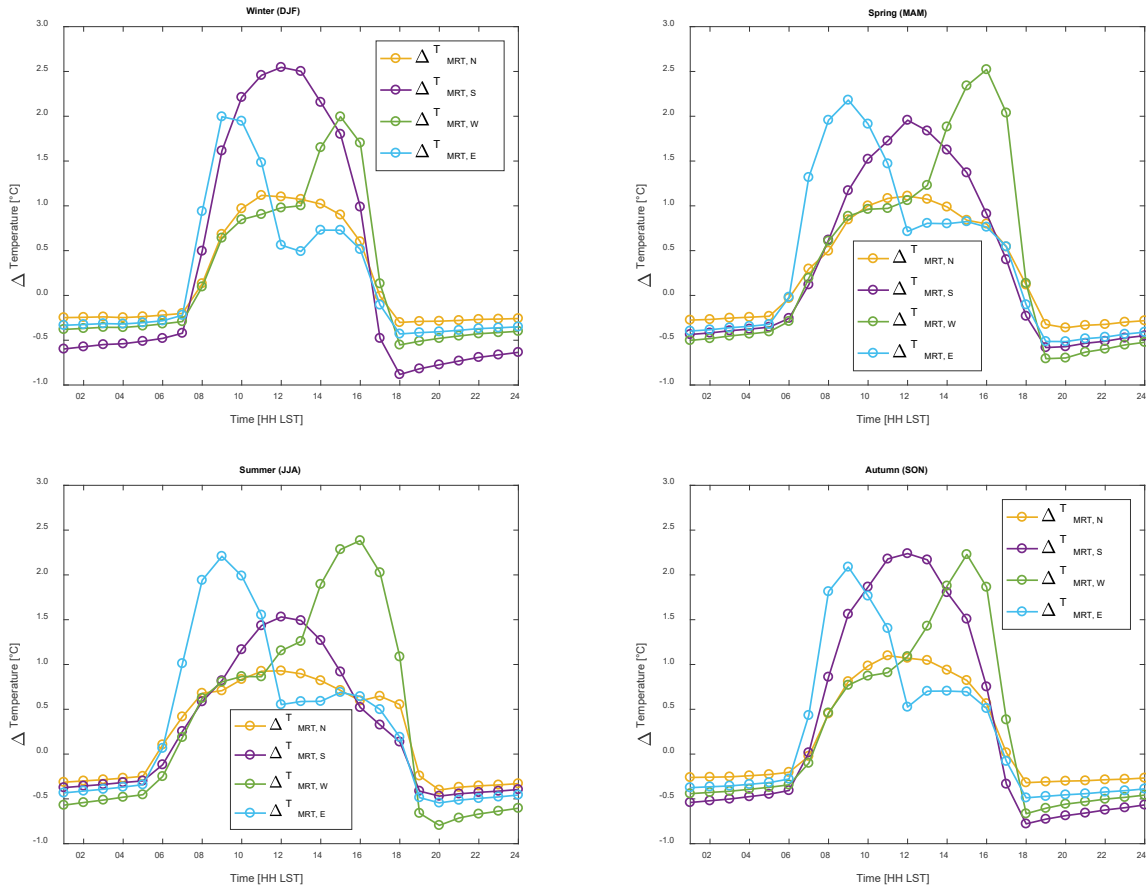 Winter (DJF)
Δ Temperature [°C]
3.0
2.5
2.0
1.5
1.0
0.5
0.0
-0.5
-1.0
Δ T MRT, N
Δ T MRT, S
Δ T MRT, W
Δ T MRT, E
02 04 06 08 10 12 14 16 18 20 22 24
Time [HH LST]
Spring (MAM)
Δ Temperature [°C]
3.0
2.5
2.0
1.5
1.0
0.5
0.0
-0.5
-1.0
Δ T MRT, N
Δ T MRT, S
Δ T MRT, W
Δ T MRT, E
02 04 06 08 10 12 14 16 18 20 22 24
Time [HH LST]
Summer (JJA)
Δ Temperature [°C]
3.0
2.5
2.0
1.5
1.0
0.5
0.0
-0.5
-1.0
Δ T MRT, N
Δ T MRT, S
Δ T MRT, W
Δ T MRT, E
02 04 06 08 10 12 14 16 18 20 22 24
Time [HH LST]
Autumn (SON)
Δ Temperature [°C]
3.0
2.5
2.0
1.5
1.0
0.5
0.0
-0.5
-1.0
Δ T MRT, N
Δ T MRT, S
Δ T MRT, W
Δ T MRT, E
02 04 06 08 10 12 14 16 18 20 22 24
Time [HH LST]